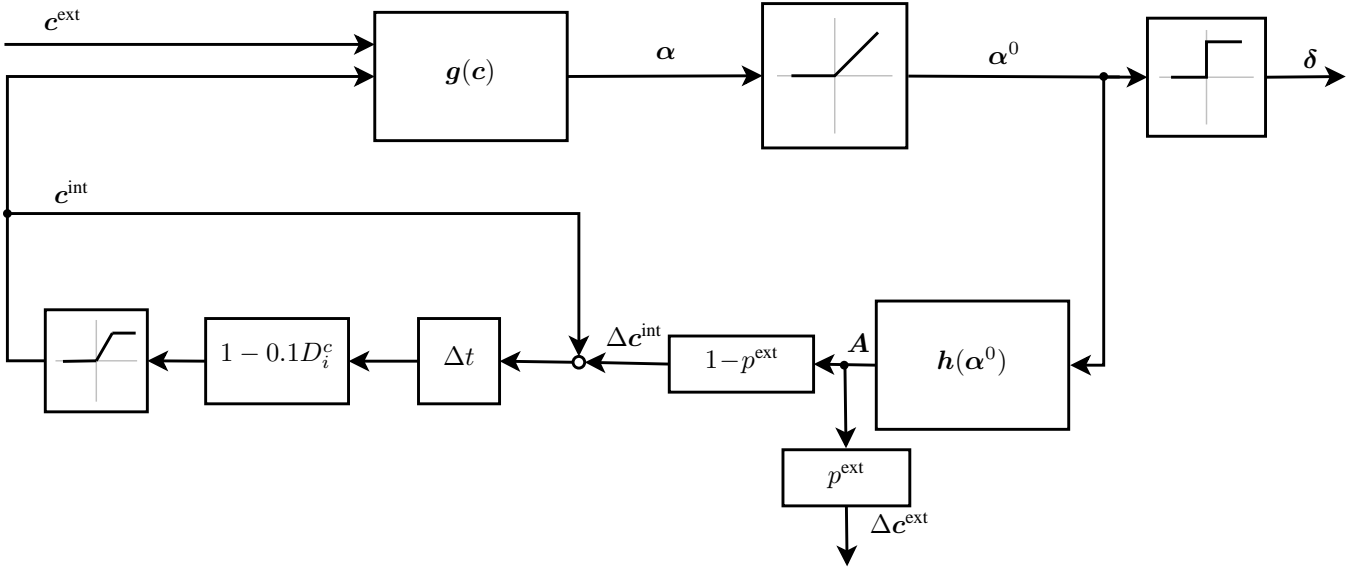 c^ext
g(c)
α
α^0
δ
c^int
1 − 0.1D_i^c
Δt
Δc^int
1−p^ext
A
h(α^0)
p^ext
Δc^ext